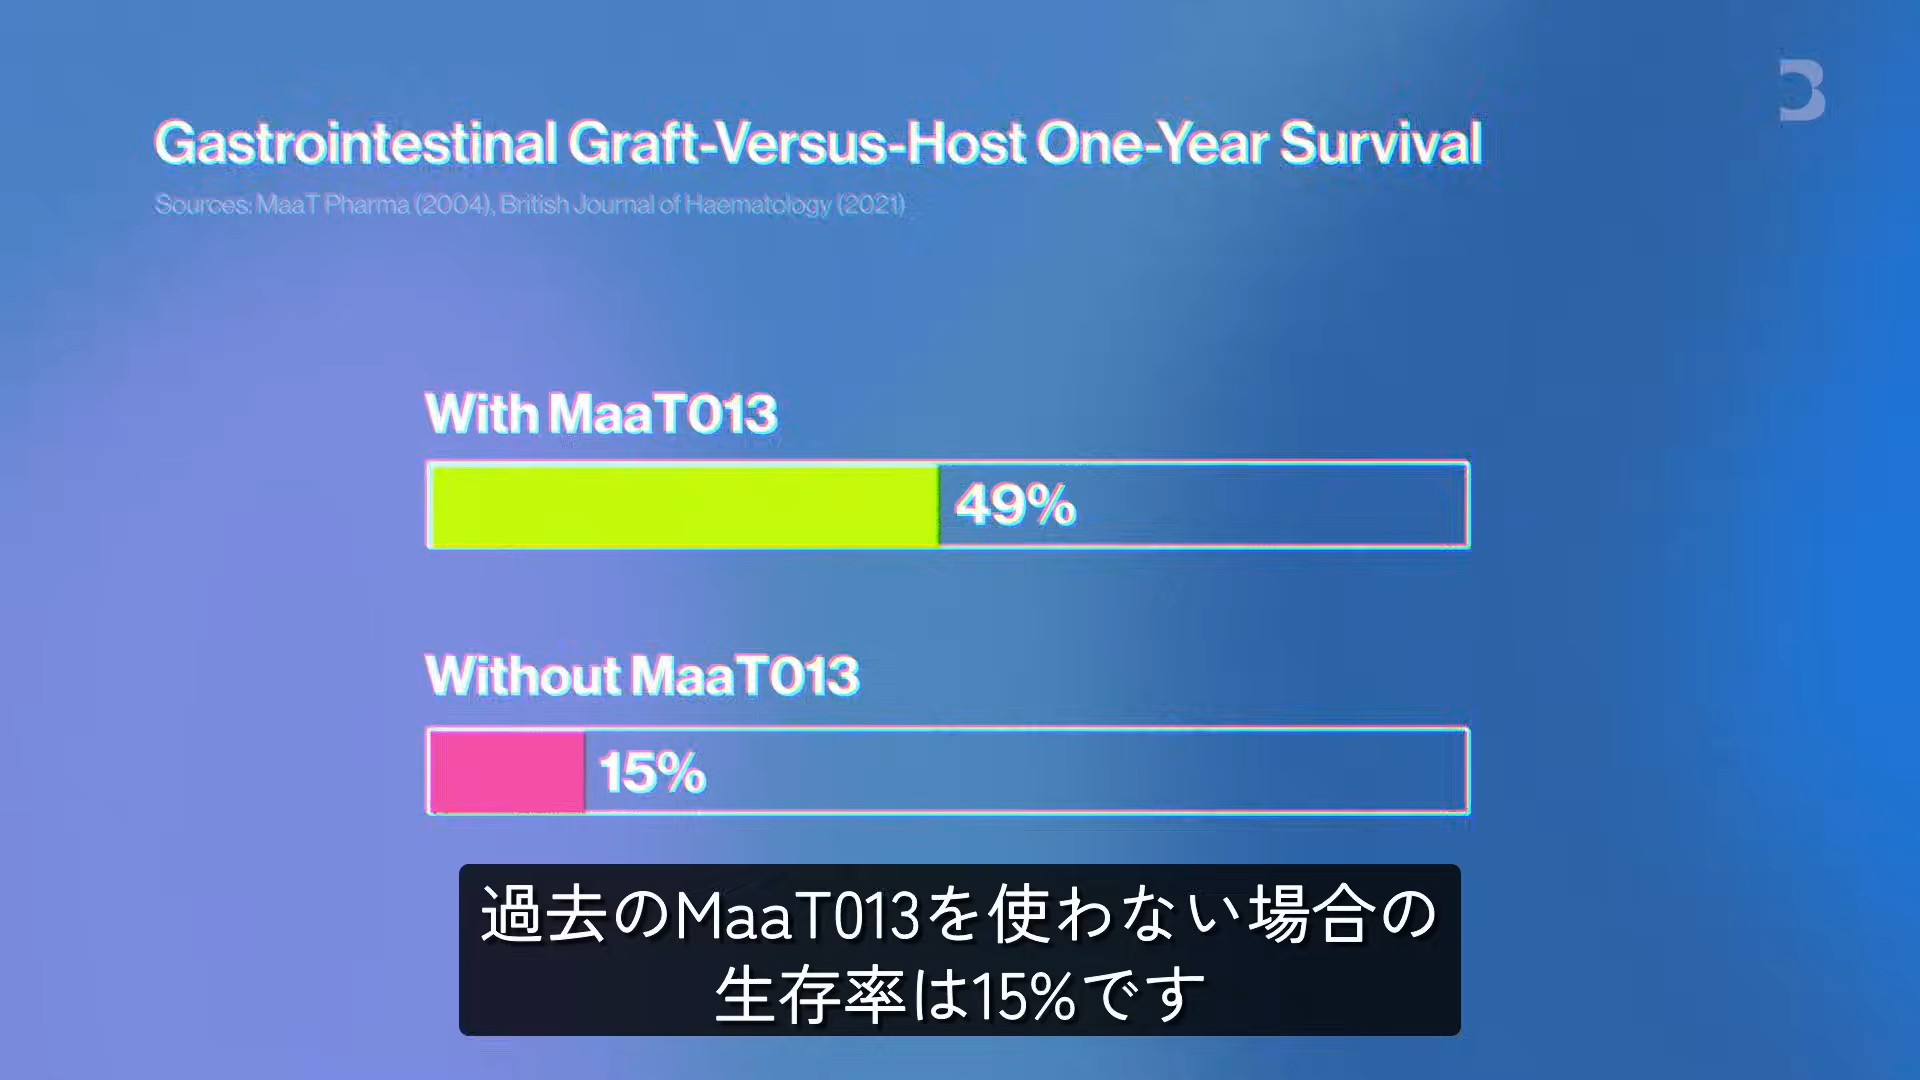 Gastrointestinal Graft-Versus-Host One-Year Survival
Sources: MaaT Pharma (2004), British Journal of Haematology (2021)
With MaaT013
49%
Without MaaT013
15%
過去のMaaT013を使わない場合の
生存率は15%です